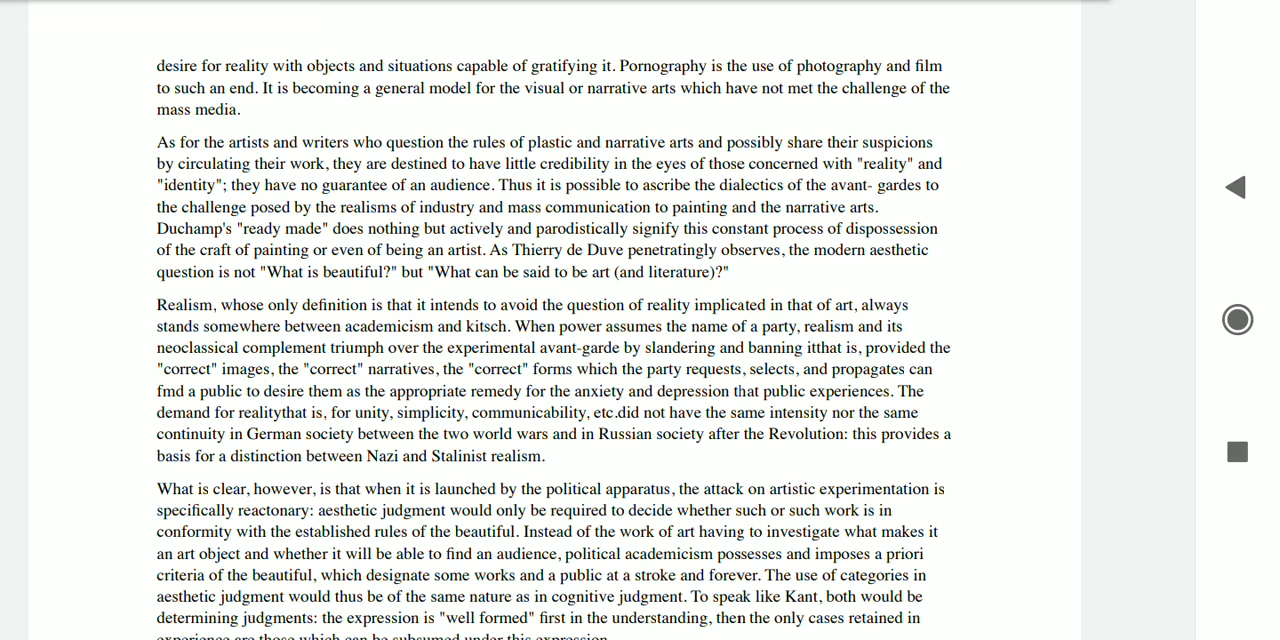 desire for reality with objects and situations capable of gratifying it. Pornography is the use of photography and film
to such an end. It is becoming a general model for the visual or narrative arts which have not met the challenge of the
mass media.
As for the artists and writers who question the rules of plastic and narrative arts and possibly share their suspicions
by circulating their work, they are destined to have little credibility in the eyes of those concerned with "reality" and
"identity"; they have no guarantee of an audience. Thus it is possible to ascribe the dialectics of the avant- gardes to
the challenge posed by the realisms of industry and mass communication to painting and the narrative arts.
Duchamp's "ready made" does nothing but actively and parodistically signify this constant process of dispossession
of the craft of painting or even of being an artist. As Thierry de Duve penetratingly observes, the modern aesthetic
question is not "What is beautiful?" but "What can be said to be art (and literature)?"
Realism, whose only definition is that it intends to avoid the question of reality implicated in that of art, always
stands somewhere between academicism and kitsch. When power assumes the name of a party, realism and its
neoclassical complement triumph over the experimental avant-garde by slandering and banning itthat is, provided the
"correct" images, the "correct" narratives, the "correct" forms which the party requests, selects, and propagates can
fmd a public to desire them as the appropriate remedy for the anxiety and depression that public experiences. The
demand for realitythat is, for unity, simplicity, communicability, etc.did not have the same intensity nor the same
continuity in German society between the two world wars and in Russian society after the Revolution: this provides a
basis for a distinction between Nazi and Stalinist realism.
What is clear, however, is that when it is launched by the political apparatus, the attack on artistic experimentation is
specifically reactonary: aesthetic judgment would only be required to decide whether such or such work is in
conformity with the established rules of the beautiful. Instead of the work of art having to investigate what makes it
an art object and whether it will be able to find an audience, political academicism possesses and imposes a priori
criteria of the beautiful, which designate some works and a public at a stroke and forever. The use of categories in
aesthetic judgment would thus be of the same nature as in cognitive judgment. To speak like Kant, both would be
determining judgments: the expression is "well formed" first in the understanding, then the only cases retained in
experience are those which can be subsumed under this expression.